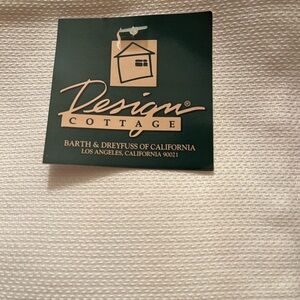 Design®
COTTAGE
BARTH & DREYFUSS OF CALIFORNIA
LOS ANGELES, CALIFORNIA 90021